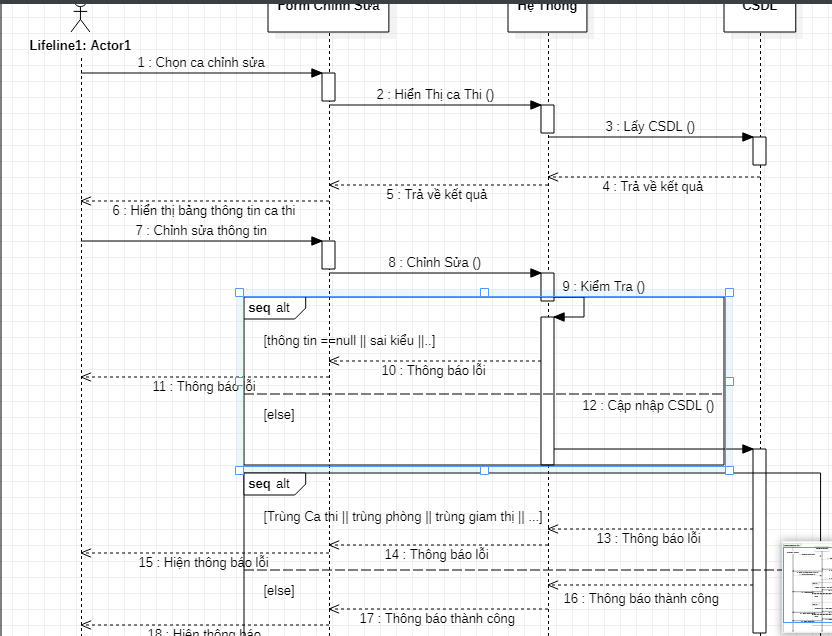 Form Chỉnh Sửa
Hệ Thống
CSDL
Lifeline1: Actor1
1 : Chọn ca chỉnh sửa
2 : Hiển Thị ca Thi ()
3 : Lấy CSDL ()
4 : Trả về kết quả
5 : Trả về kết quả
6 : Hiển thị bảng thông tin ca thi
7 : Chỉnh sửa thông tin
8 : Chỉnh Sửa ()
9 : Kiểm Tra ()
seq alt
[thông tin ==null || sai kiểu ||..]
10 : Thông báo lỗi
11 : Thông báo lỗi
12 : Cập nhập CSDL ()
[else]
seq alt
[Trùng Ca thi || trùng phòng || trùng giam thị || ...]
13 : Thông báo lỗi
14 : Thông báo lỗi
15 : Hiện thông báo lỗi
[else]
16 : Thông báo thành công
17 : Thông báo thành công
18 : Hiện thông báo